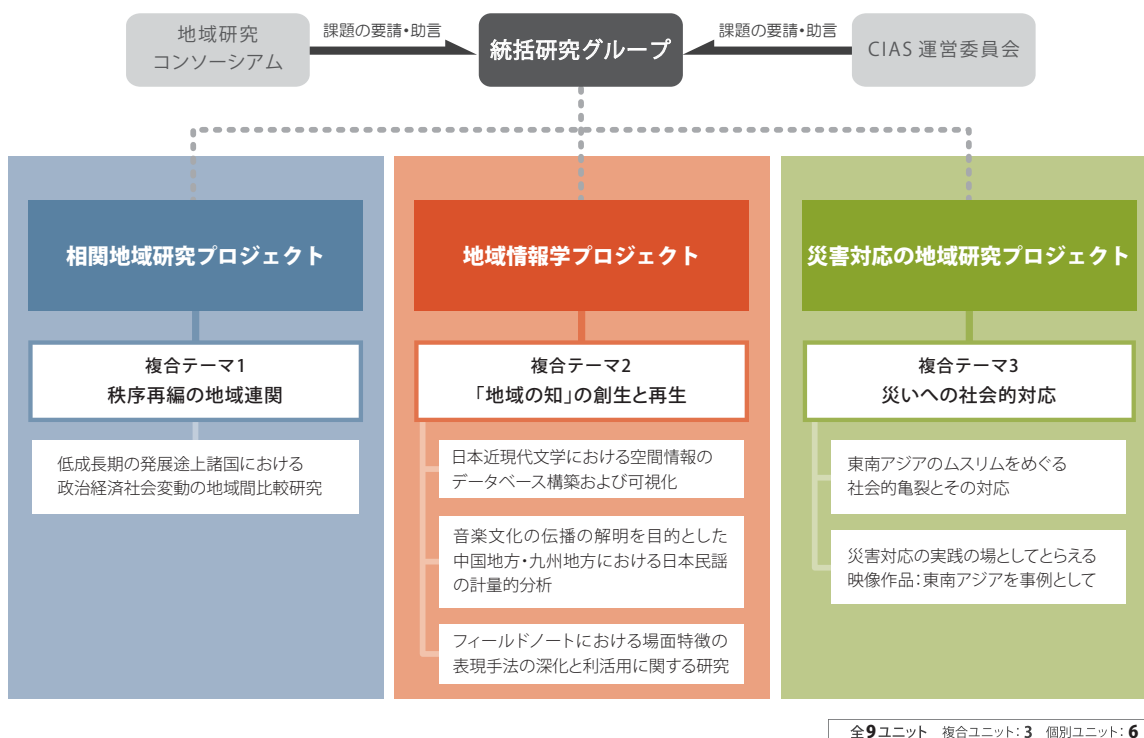 地域研究
コンソーシアム
課題の要請・助言
統括研究グループ
課題の要請・助言
CIAS 運営委員会
相関地域研究プロジェクト
複合テーマ1
秩序再編の地域連関
低成長期の発展途上諸国における
政治経済社会変動の地域間比較研究
地域情報学プロジェクト
複合テーマ2
「地域の知」の創生と再生
日本近現代文学における空間情報の
データベース構築および可視化
音楽文化の伝播の解明を目的とした
中国地方・九州地方における日本民謡
の計量的分析
フィールドノートにおける場面特徴の
表現手法の深化と利活用に関する研究
災害対応の地域研究プロジェクト
複合テーマ3
災いへの社会的対応
東南アジアのムスリムをめぐる
社会的亀裂とその対応
災害対応の実践の場としてとらえる
映像作品:東南アジアを事例として
全9ユニット 複合ユニット: 3 個別ユニット: 6